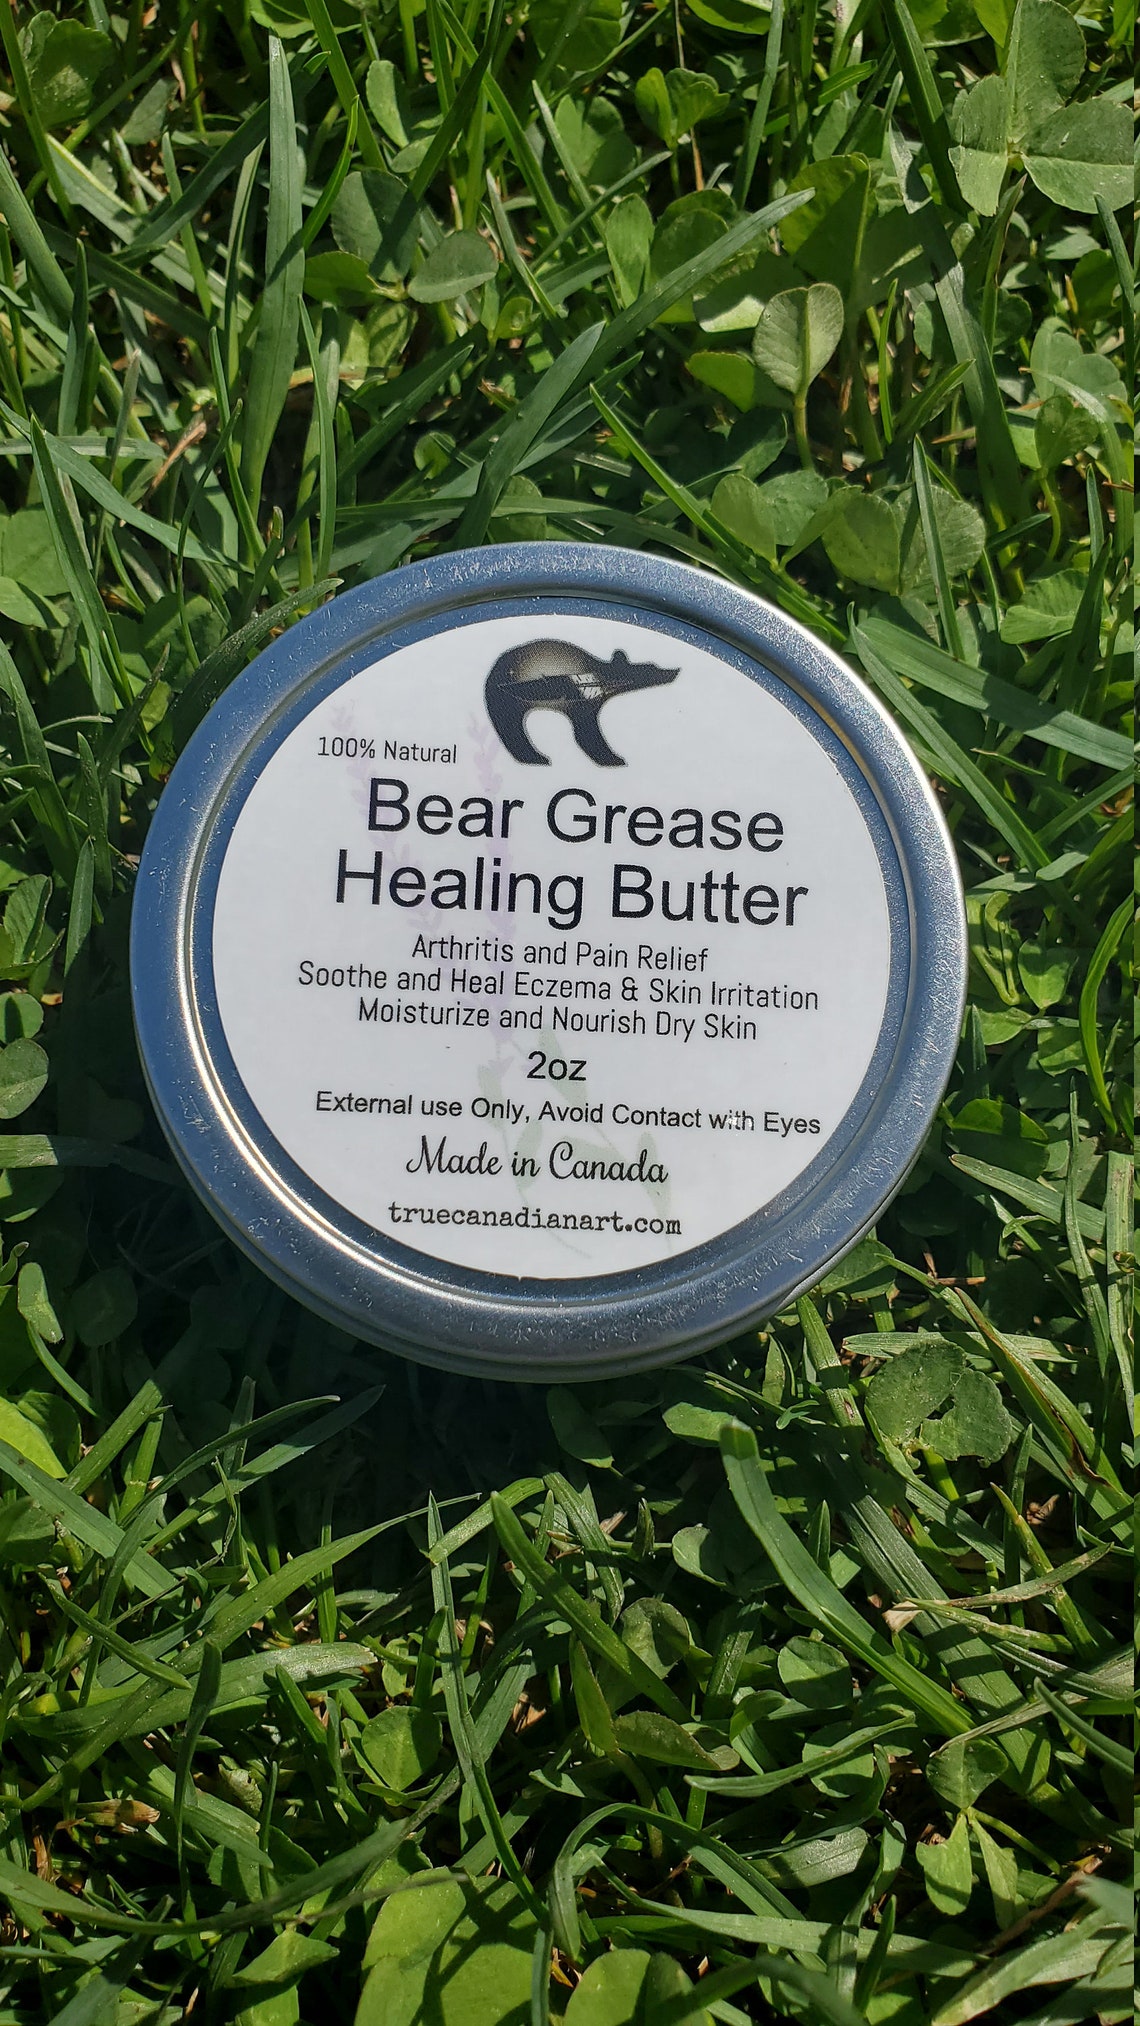 100% Natural
Bear Grease
Healing Butter
Arthritis and Pain Relief
Soothe and Heal Eczema & Skin Irritation
Moisturize and Nourish Dry Skin
2oz
External use Only, Avoid Contact with Eyes
Made in Canada
truecanadianart.com